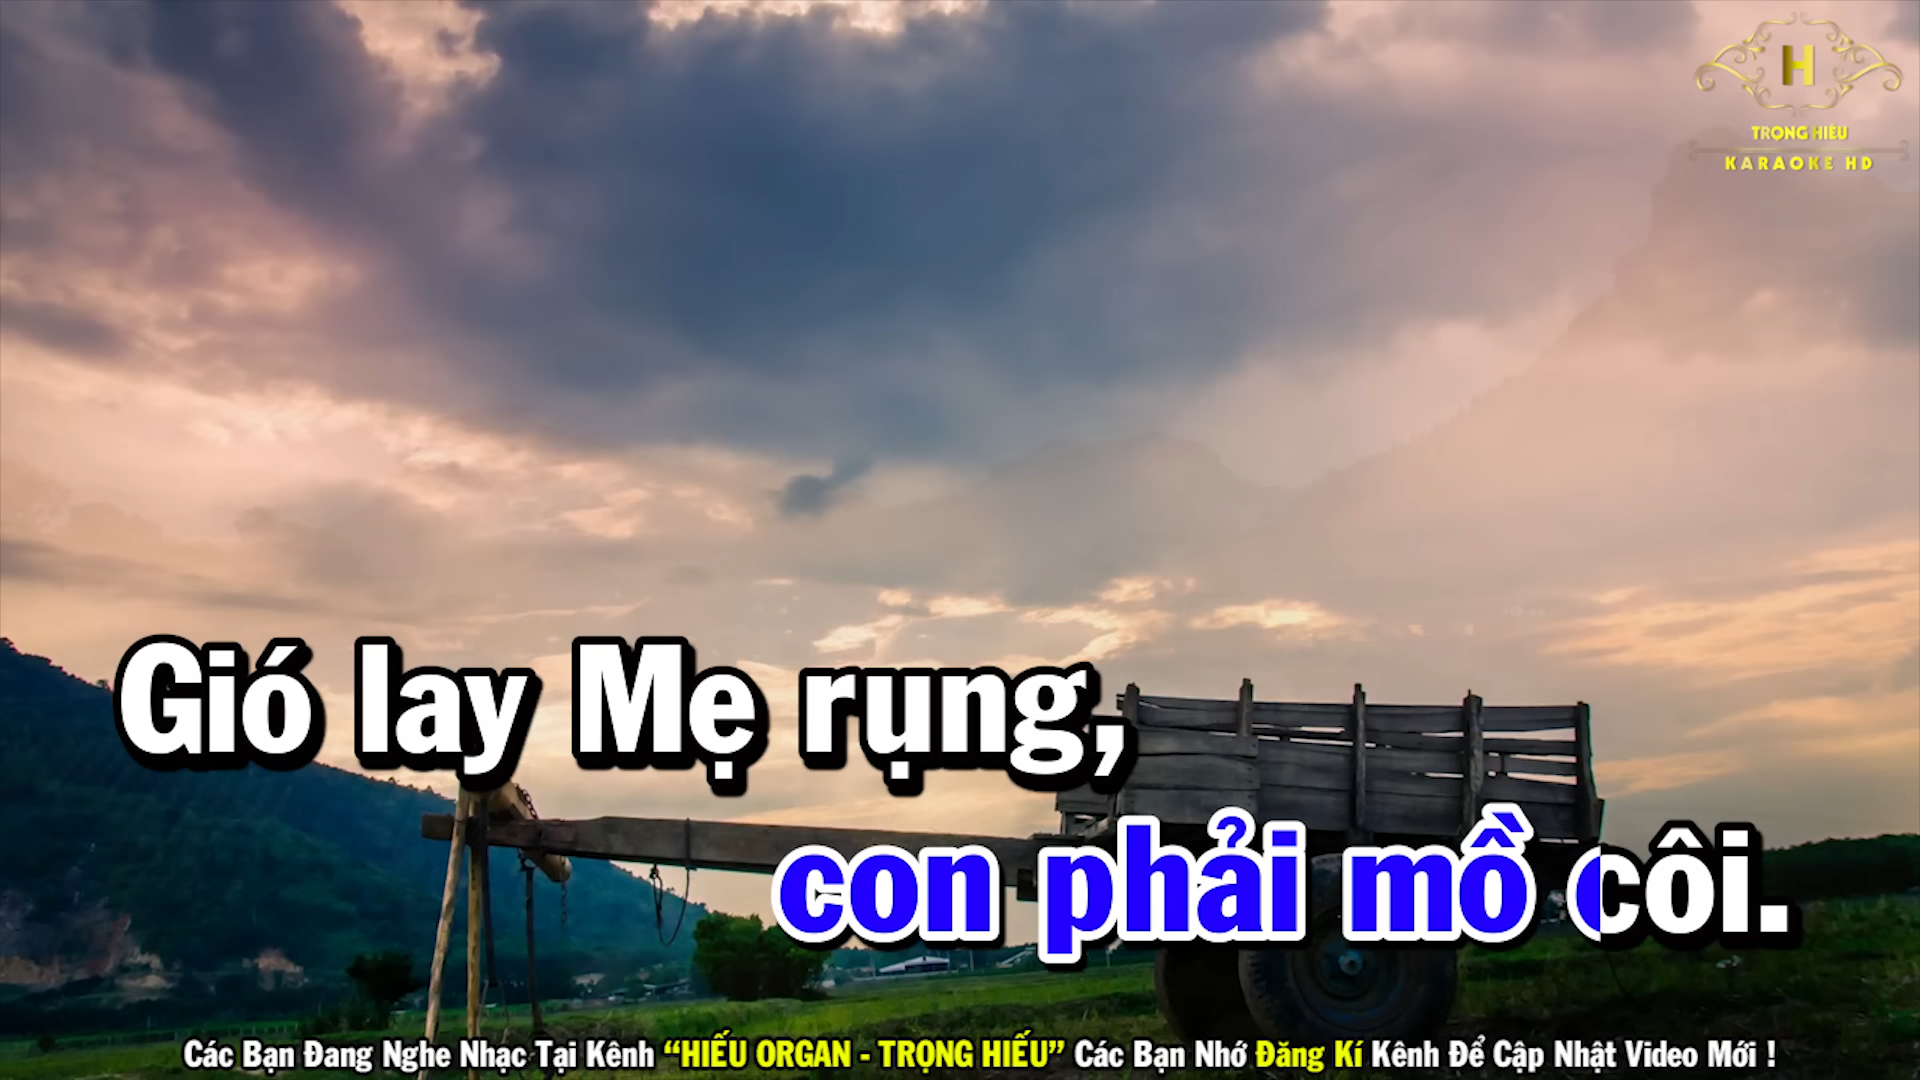 H
TRỌNG HIẾU
KARAOKE HD
Gió lay Mẹ rụng,
con phải mồ côi.
Các Bạn Đang Nghe Nhạc Tại Kênh “HIẾU ORGAN - TRỌNG HIẾU” Các Bạn Nhớ Đăng Kí Kênh Để Cập Nhật Video Mới !